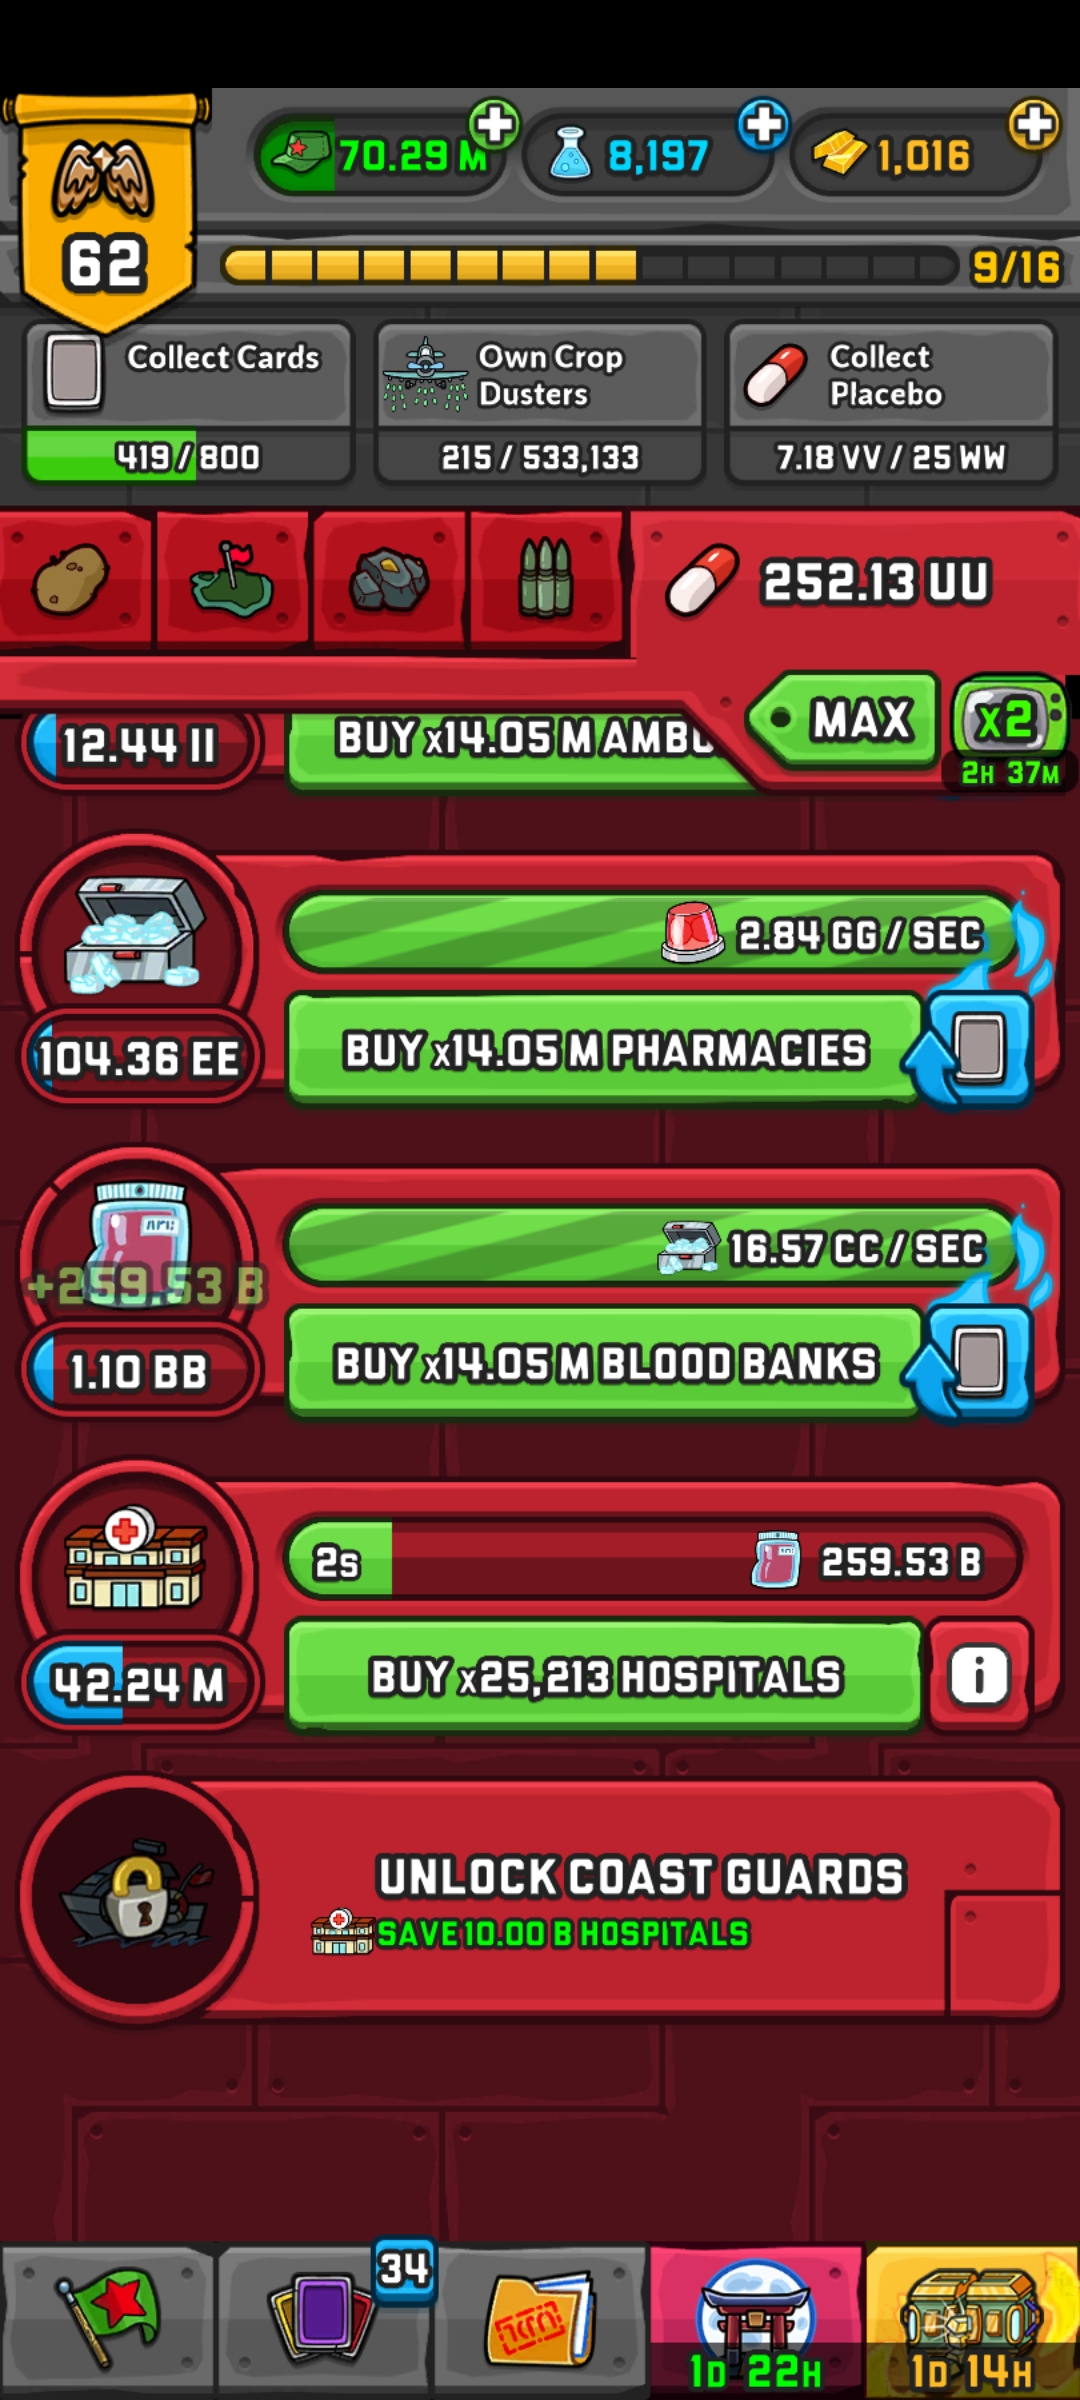 70.29 M
8,197
1,016
62
9/16
Collect Cards
419 / 800
Own Crop
Dusters
215 / 533,133
Collect
Placebo
7.18 VV / 25 WW
252.13 UU
MAX
x2
2H 37M
12.44 II
BUY x14.05 M AMBU
2.84 GG / SEC
104.36 EE
BUY x14.05 M PHARMACIES
16.57 CC / SEC
+259.53 B
1.10 BB
BUY x14.05 M BLOOD BANKS
2s
259.53 B
42.24 M
BUY x25,213 HOSPITALS
i
UNLOCK COAST GUARDS
SAVE 10.00 B HOSPITALS
34
1D 22H
1D 14H